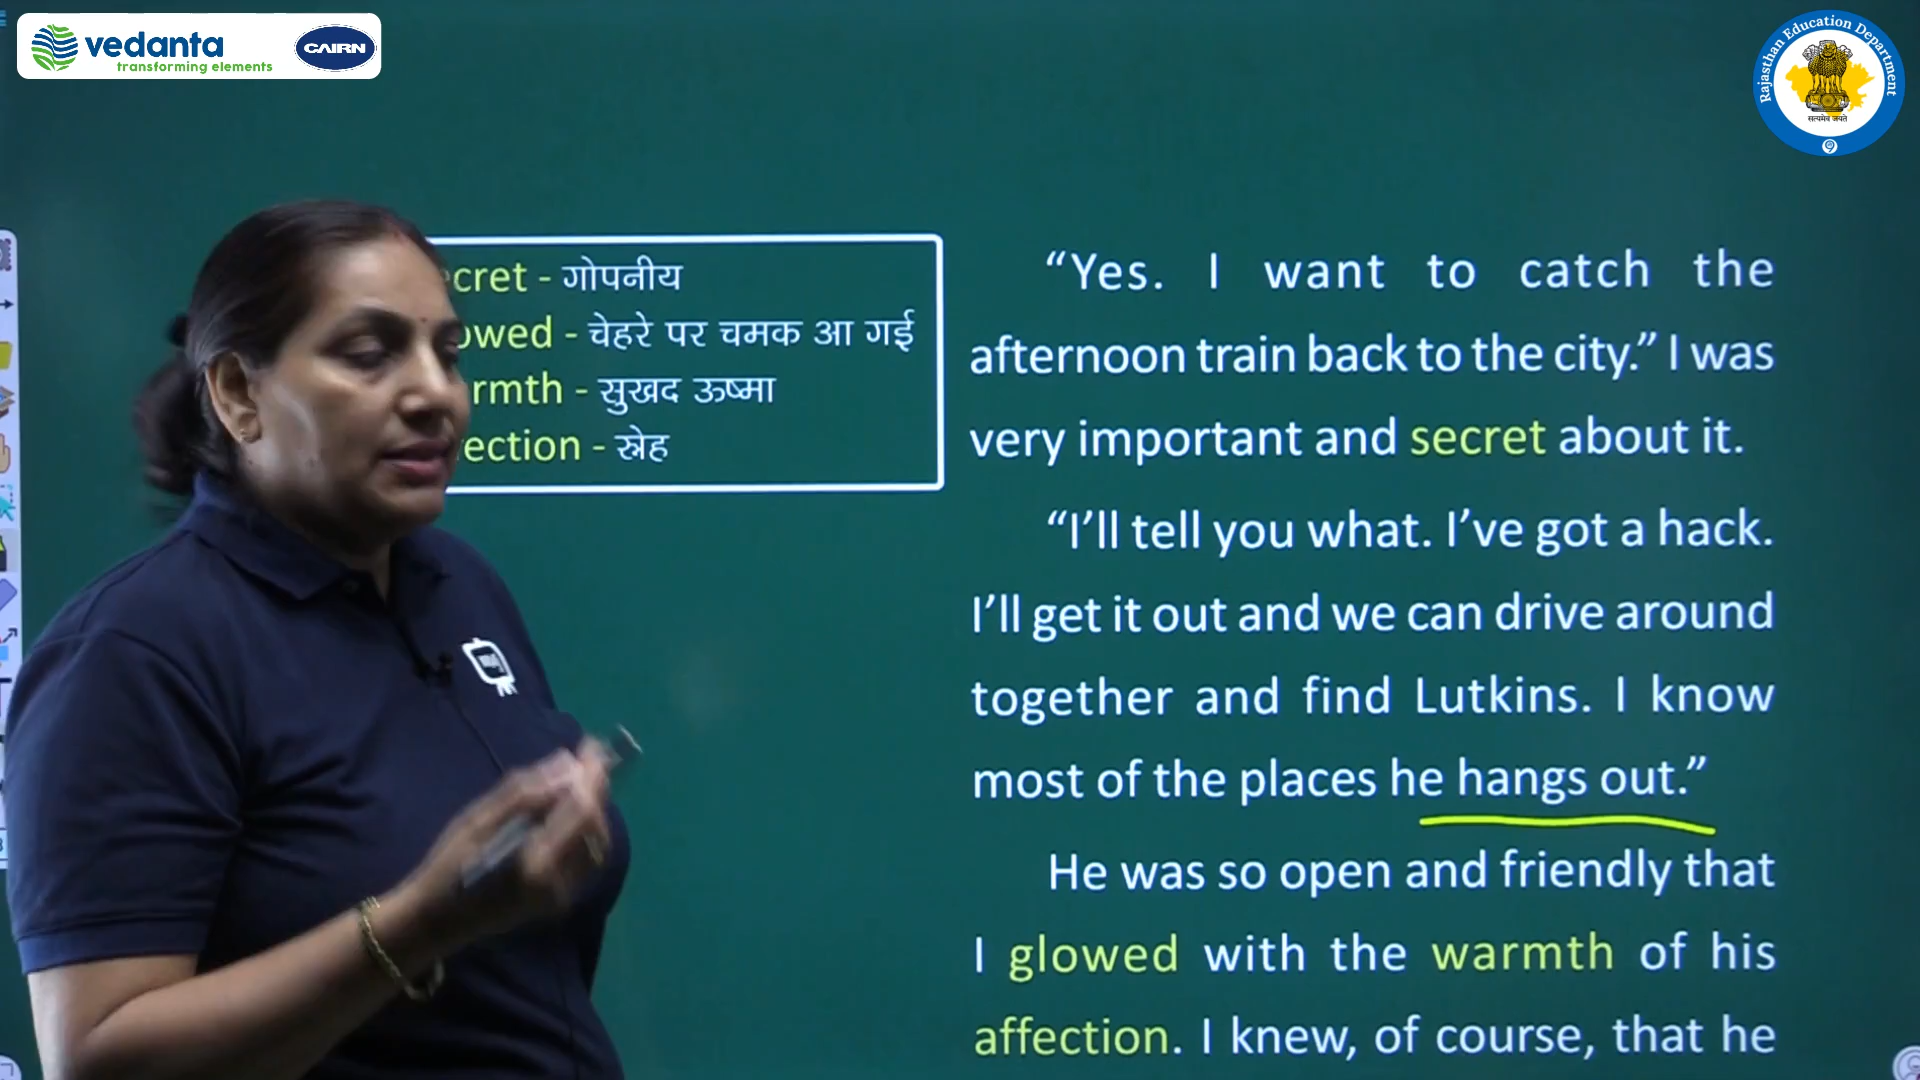 vedanta
transforming elements
CAIRN
Rajasthan Education Department
सत्यमेव जयते
cret - गोपनीय
owed - चेहरे पर चमक आ गई
rmth - सुखद ऊष्मा
ection - स्नेह
“Yes. I want to catch the
afternoon train back to the city.” I was
very important and secret about it.
“I’ll tell you what. I’ve got a hack.
I’ll get it out and we can drive around
together and find Lutkins. I know
most of the places he hangs out.”
He was so open and friendly that
I glowed with the warmth of his
affection. I knew, of course, that he